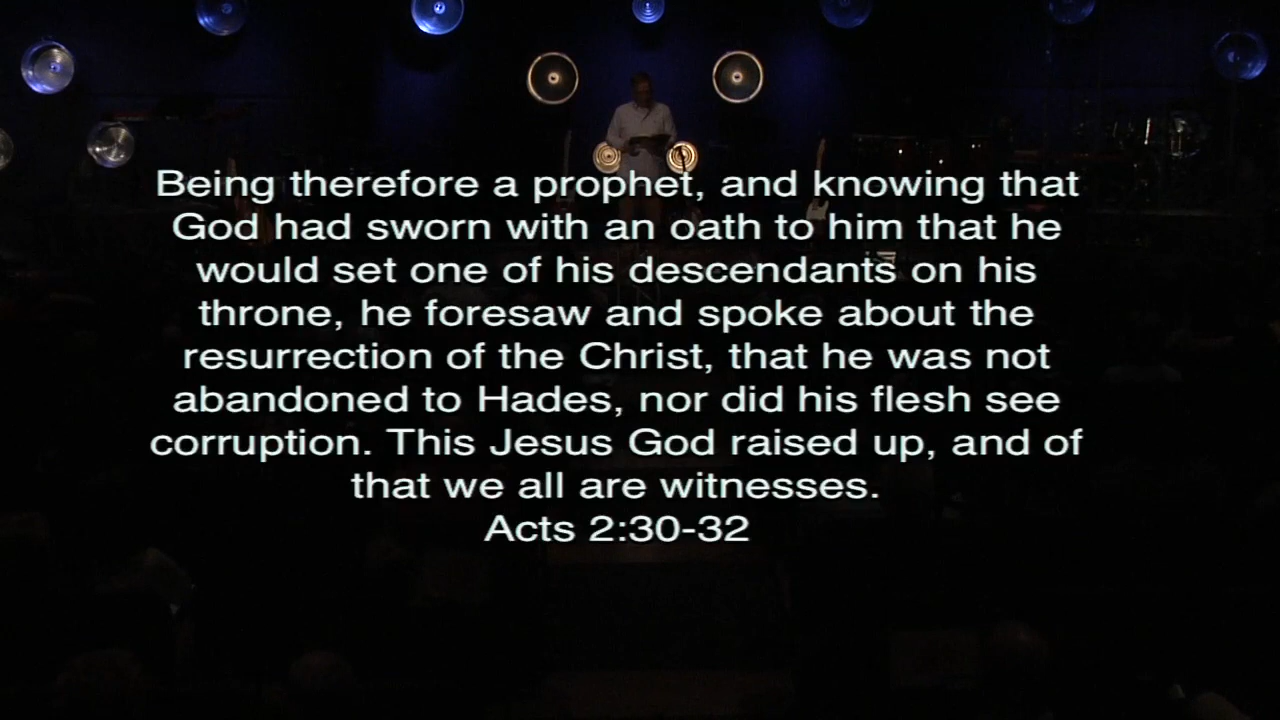 Being therefore a prophet, and knowing that
God had sworn with an oath to him that he
would set one of his descendants on his
throne, he foresaw and spoke about the
resurrection of the Christ, that he was not
abandoned to Hades, nor did his flesh see
corruption. This Jesus God raised up, and of
that we all are witnesses.
Acts 2:30-32